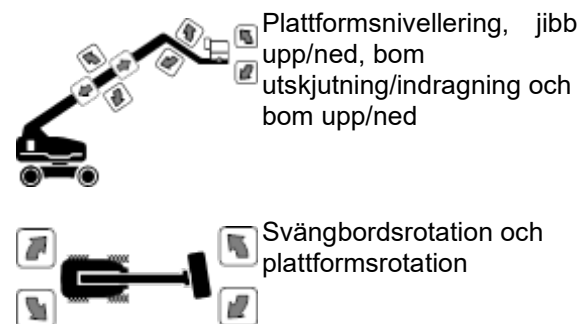 Plattformsnivellering, jibb
upp/ned, bom
utskjutning/indragning och
bom upp/ned
Svängbordsrotation och
plattformsrotation